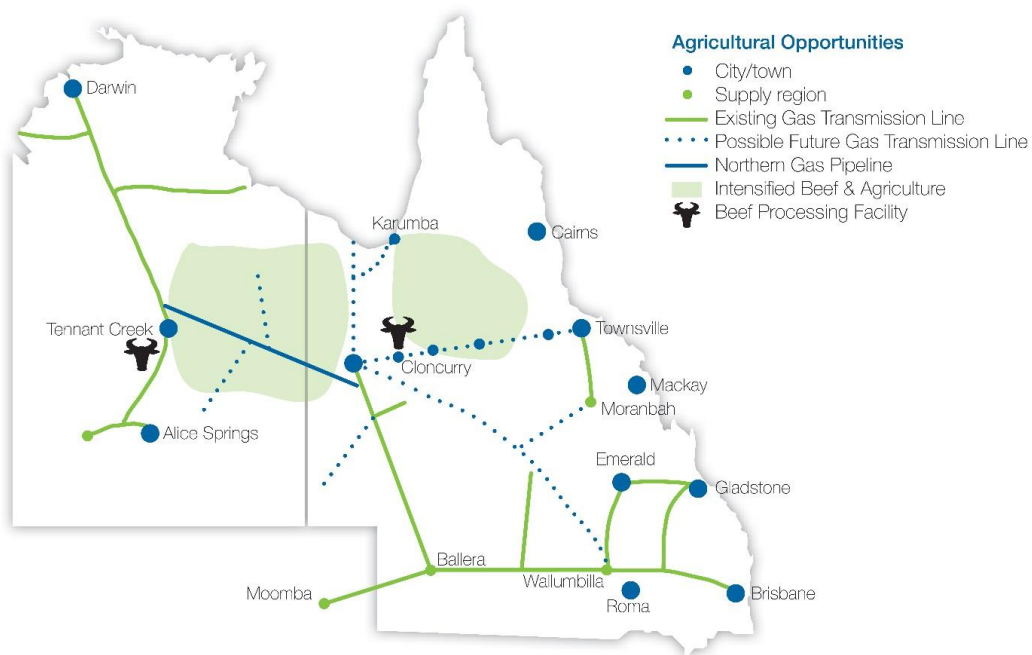 Agricultural Opportunities
City/town
Supply region
Existing Gas Transmission Line
Possible Future Gas Transmission Line
Northern Gas Pipeline
Intensified Beef & Agriculture
Beef Processing Facility
Darwin
Karumba
Cairns
Tennant Creek
Townsville
Cloncurry
Mackay
Moranbah
Alice Springs
Emerald
Gladstone
Ballera
Wallumbilla
Moomba
Roma
Brisbane